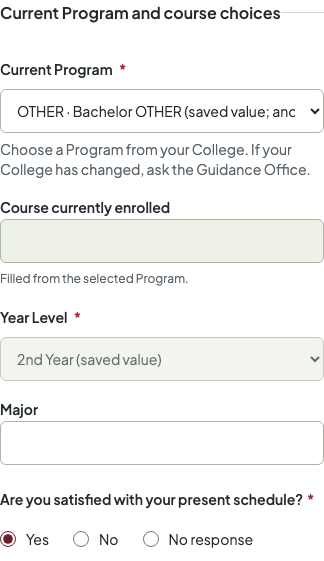 Current Program and course choices
Current Program *
OTHER · Bachelor OTHER (saved value; and
Choose a Program from your College. If your
College has changed, ask the Guidance Office.
Course currently enrolled
Filled from the selected Program.
Year Level *
2nd Year (saved value)
Major
Are you satisfied with your present schedule? *
Yes No No response